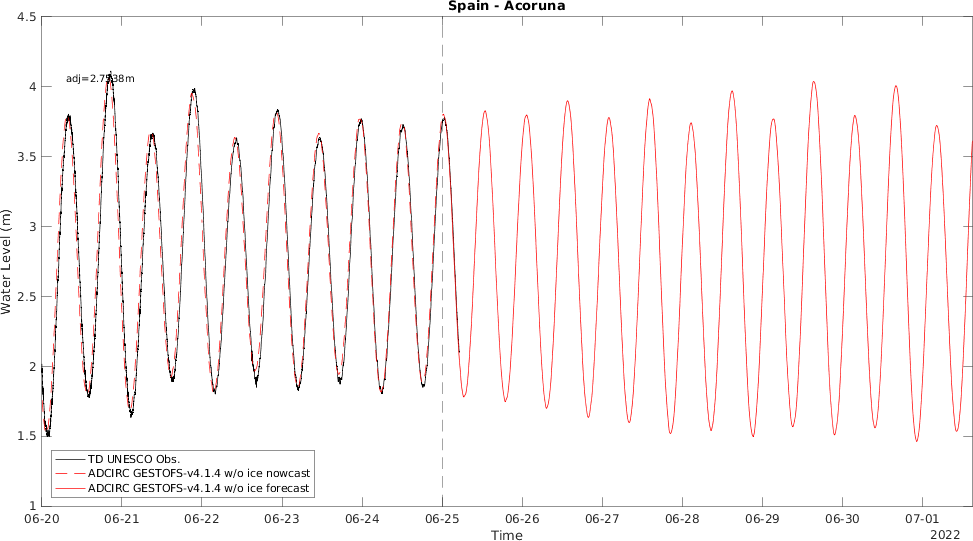 Spain - Acoruna
4.5
4
3.5
3
2.5
2
1.5
1
Water Level (m)
adj=2.7538m
TD UNESCO Obs.
ADCIRC GESTOFS-v4.1.4 w/o ice nowcast
ADCIRC GESTOFS-v4.1.4 w/o ice forecast
06-20 06-21 06-22 06-23 06-24 06-25 06-26 06-27 06-28 06-29 06-30 07-01
Time
2022